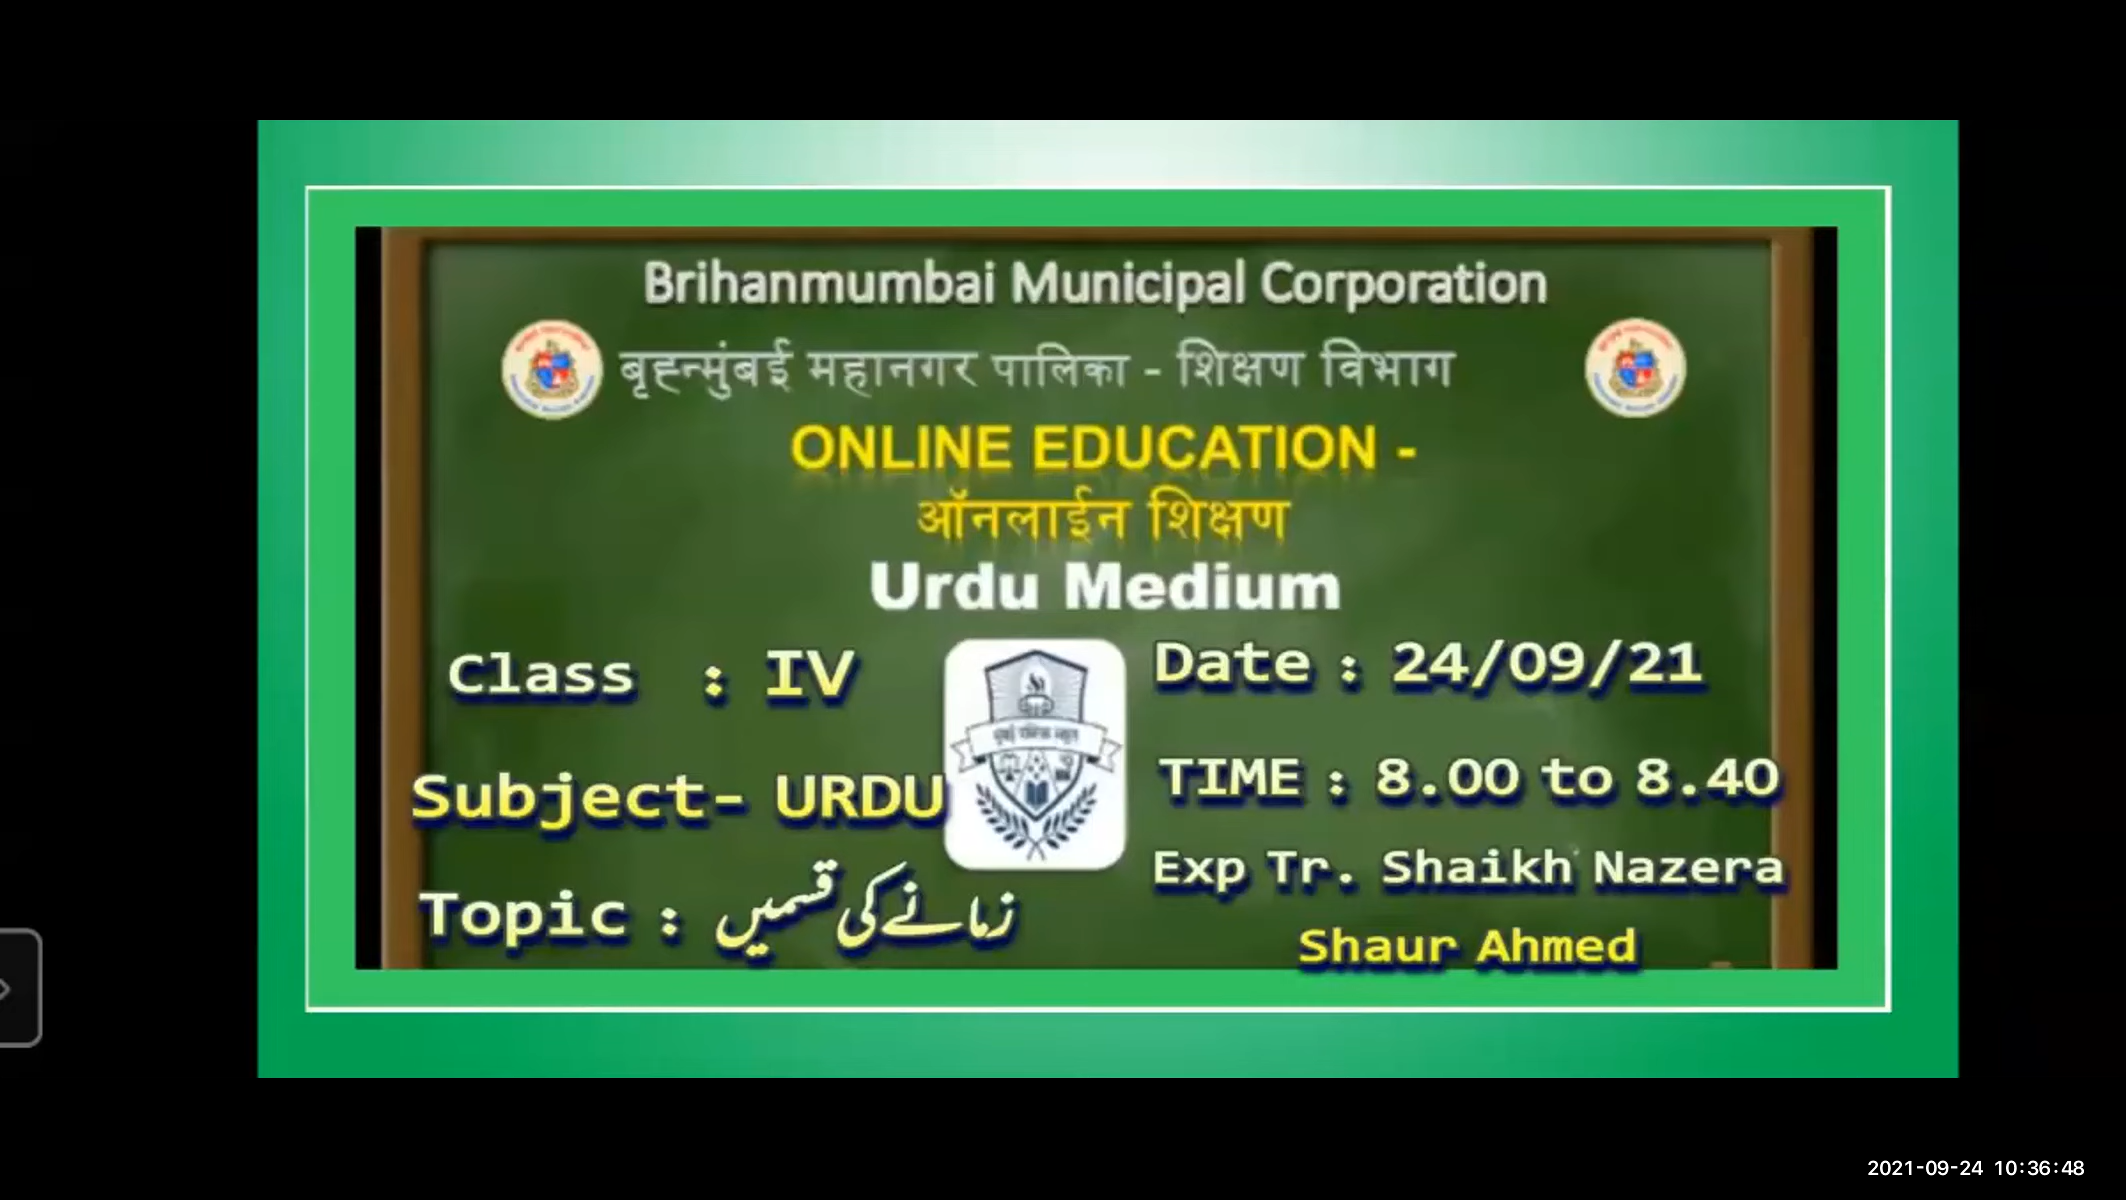 Brihanmumbai Municipal Corporation
बृहन्मुंबई महानगर पालिका - शिक्षण विभाग
ONLINE EDUCATION -
ऑनलाईन शिक्षण
Urdu Medium
Class : IV
Date : 24/09/21
Subject- URDU
TIME : 8.00 to 8.40
Topic : زمانے کی قسمیں
Exp Tr. Shaikh Nazera
Shaur Ahmed
2021-09-24 10:36:48